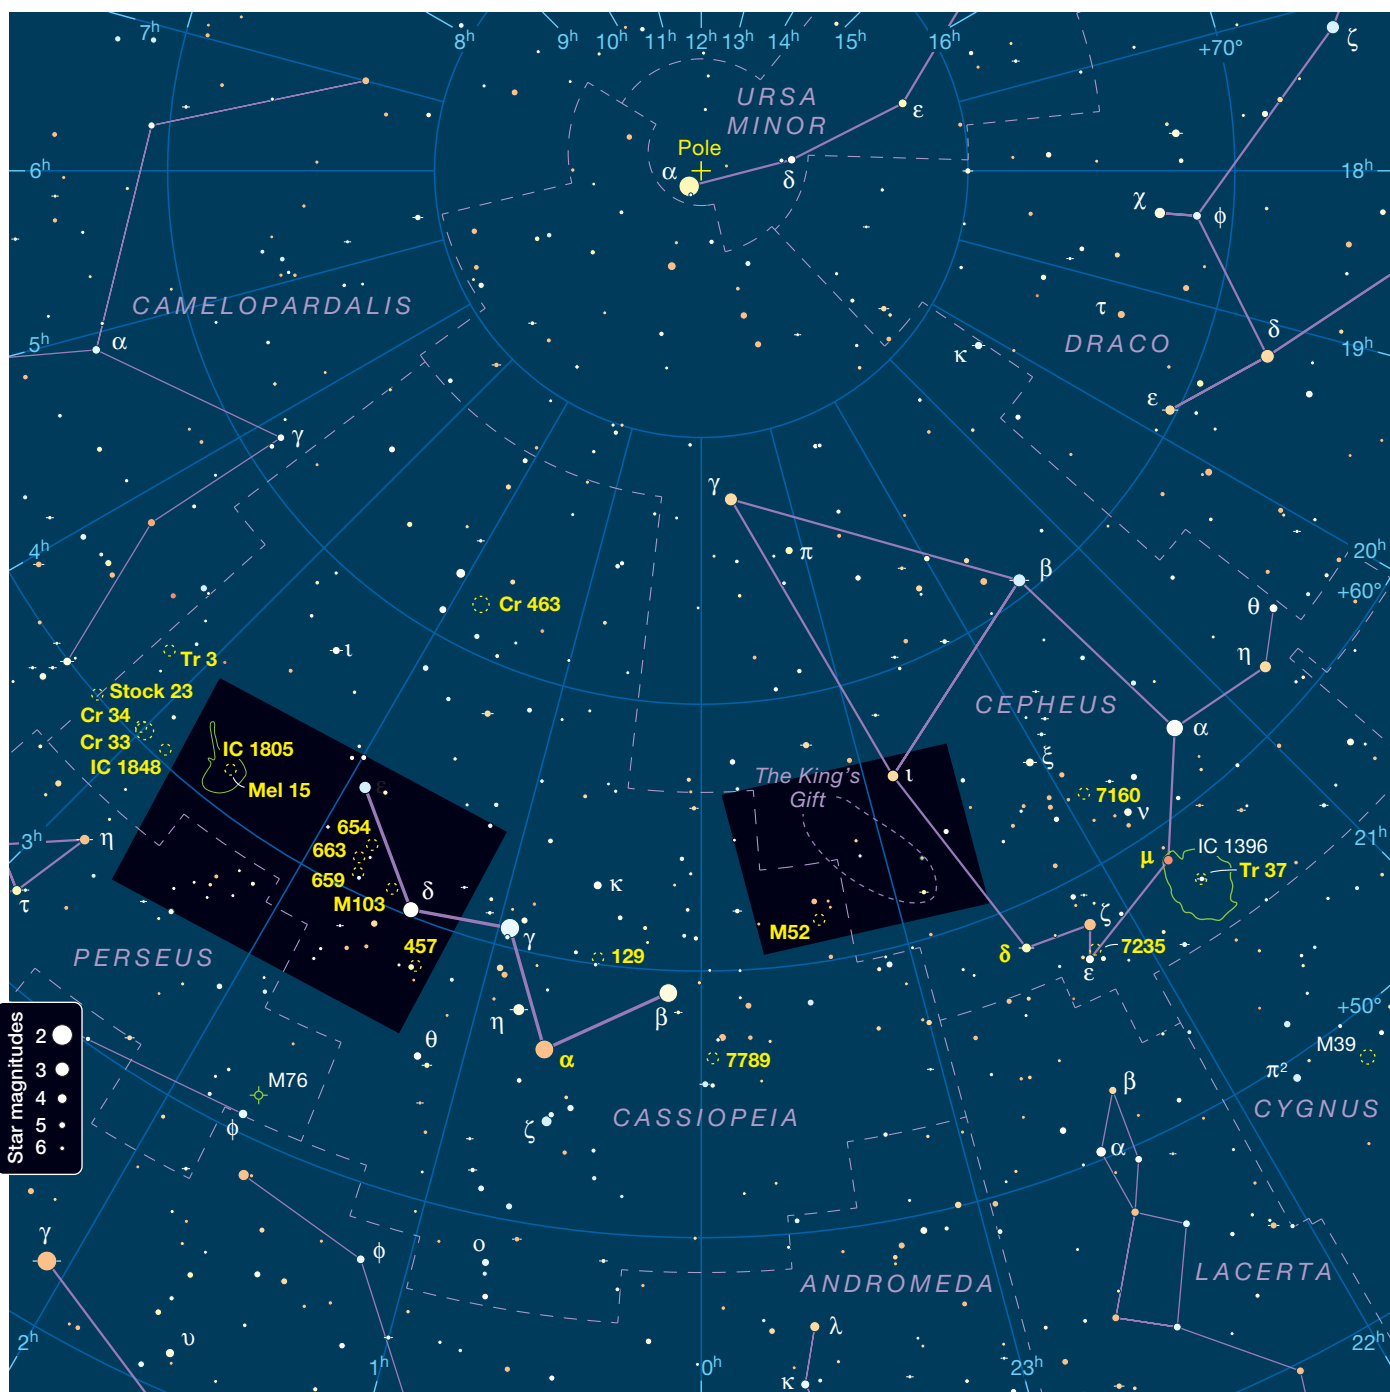 7h
8h
9h
10h
11h
12h
13h
14h
15h
16h
+70°
ζ
URSA
MINOR
ε
Pole
α
δ
6h
18h
χ
φ
CAMELOPARDALIS
τ
δ
DRACO
κ
5h
α
19h
ε
γ
γ
π
β
4h
20h
+60°
Cr 463
θ
ι
η
Tr 3
Stock 23
Cr 34
Cr 33
IC 1848
CEPHEUS
α
IC 1805
Mel 15
ε
The King's
Gift
ι
ξ
7160
ν
654
663
659
M103
3h
η
21h
μ
IC 1396
Tr 37
τ
δ
κ
γ
M52
ζ
δ
7235
ε
457
129
PERSEUS
β
η
α
θ
7789
+50°
M39
π2
CYGNUS
Star magnitudes
2
3
4
5
6
M76
φ
ζ
CASSIOPEIA
β
α
γ
φ
ο
ANDROMEDA
LACERTA
υ
λ
κ
2h
1h
0h
23h
22h